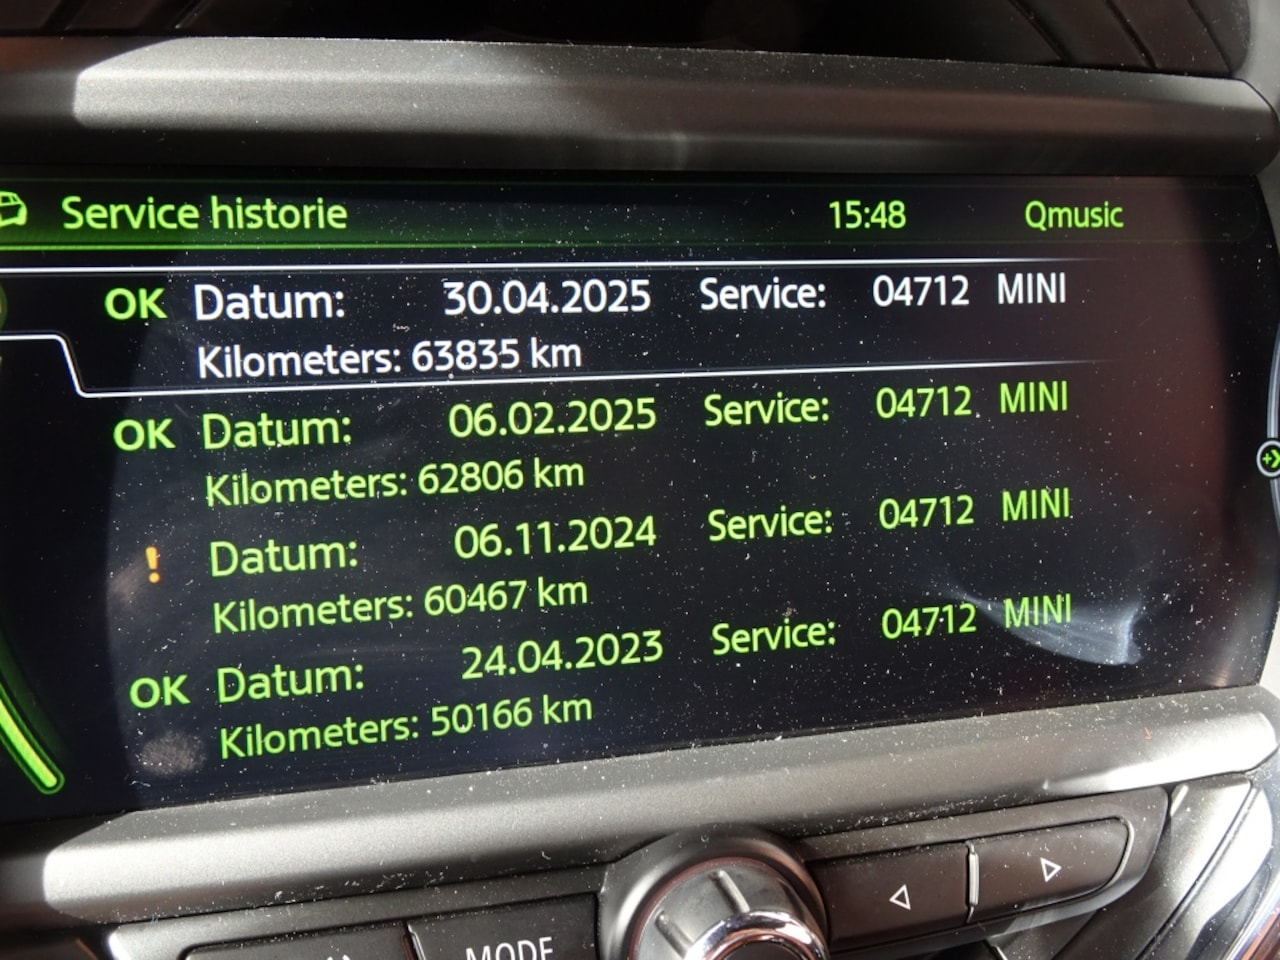 Service historie 15:48 Qmusic
OK Datum: 30.04.2025 Service: 04712 MINI
Kilometers: 63835 km
OK Datum: 06.02.2025 Service: 04712 MINI
Kilometers: 62806 km
! Datum: 06.11.2024 Service: 04712 MINI
Kilometers: 60467 km
OK Datum: 24.04.2023 Service: 04712 MINI
Kilometers: 50166 km
MODE